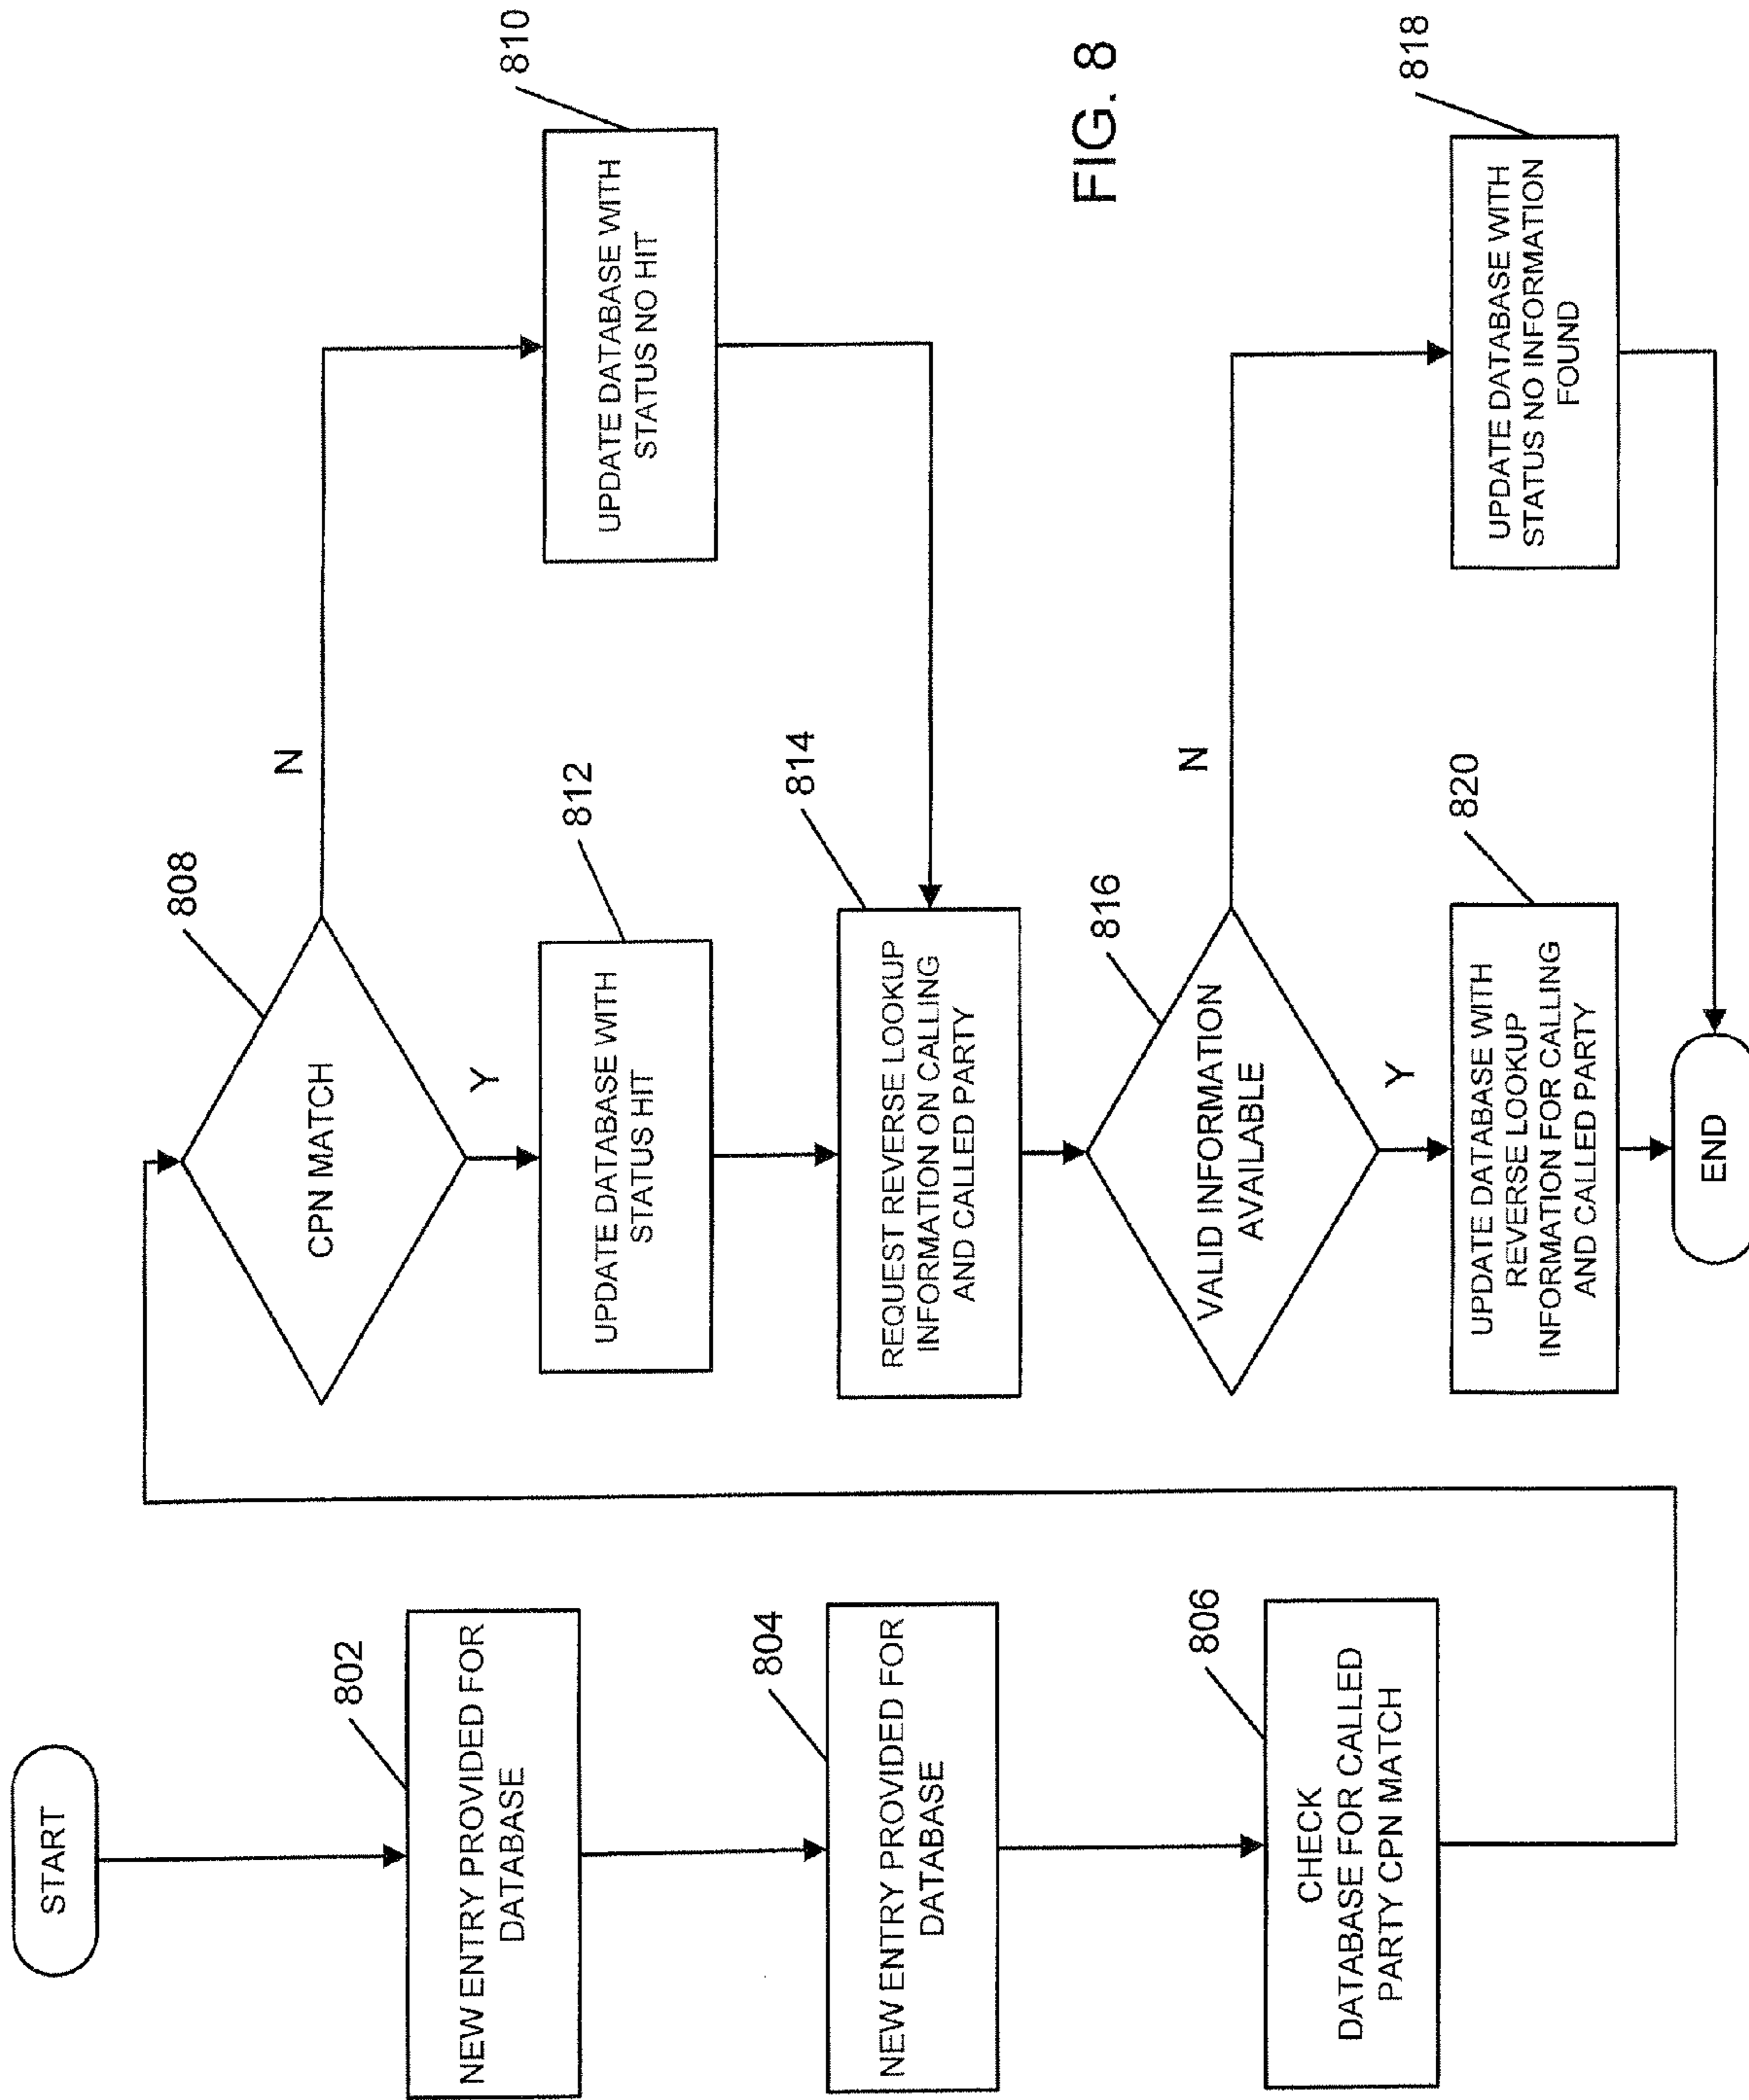 START
802
NEW ENTRY PROVIDED FOR
DATABASE
804
NEW ENTRY PROVIDED FOR
DATABASE
806
CHECK
DATABASE FOR CALLED
PARTY CPN MATCH
808
CPN MATCH
N
Y
810
UPDATE DATABASE WITH
STATUS NO HIT
812
UPDATE DATABASE WITH
STATUS HIT
814
REQUEST REVERSE LOOKUP
INFORMATION ON CALLING
AND CALLED PARTY
816
VALID INFORMATION
AVAILABLE
N
Y
818
UPDATE DATABASE WITH
STATUS NO INFORMATION
FOUND
820
UPDATE DATABASE WITH
REVERSE LOOKUP
INFORMATION FOR CALLING
AND CALLED PARTY
END
FIG. 8